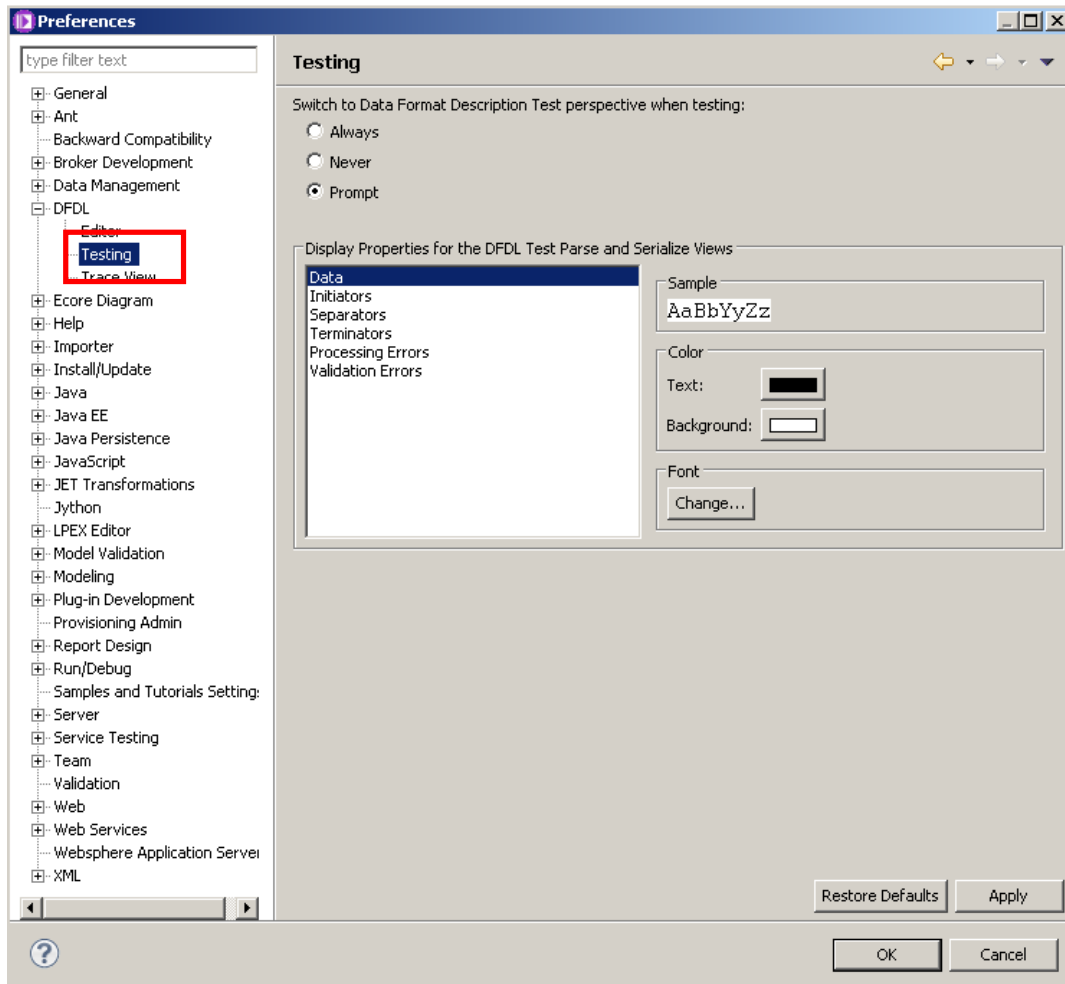 Preferences
type filter text
General
Ant
Backward Compatibility
Broker Development
Data Management
DFDL
Editor
Testing
Trace View
Ecore Diagram
Help
Importer
Install/Update
Java
Java EE
Java Persistence
JavaScript
JET Transformations
Jython
LPEX Editor
Model Validation
Modeling
Plug-in Development
Provisioning Admin
Report Design
Run/Debug
Samples and Tutorials Settings
Server
Service Testing
Team
Validation
Web
Web Services
Websphere Application Server
XML
Testing
Switch to Data Format Description Test perspective when testing:
Always
Never
Prompt
Display Properties for the DFDL Test Parse and Serialize Views
Data
Initiators
Separators
Terminators
Processing Errors
Validation Errors
Sample
AaBbYyZz
Color
Text:
Background:
Font
Change...
Restore Defaults
Apply
OK
Cancel